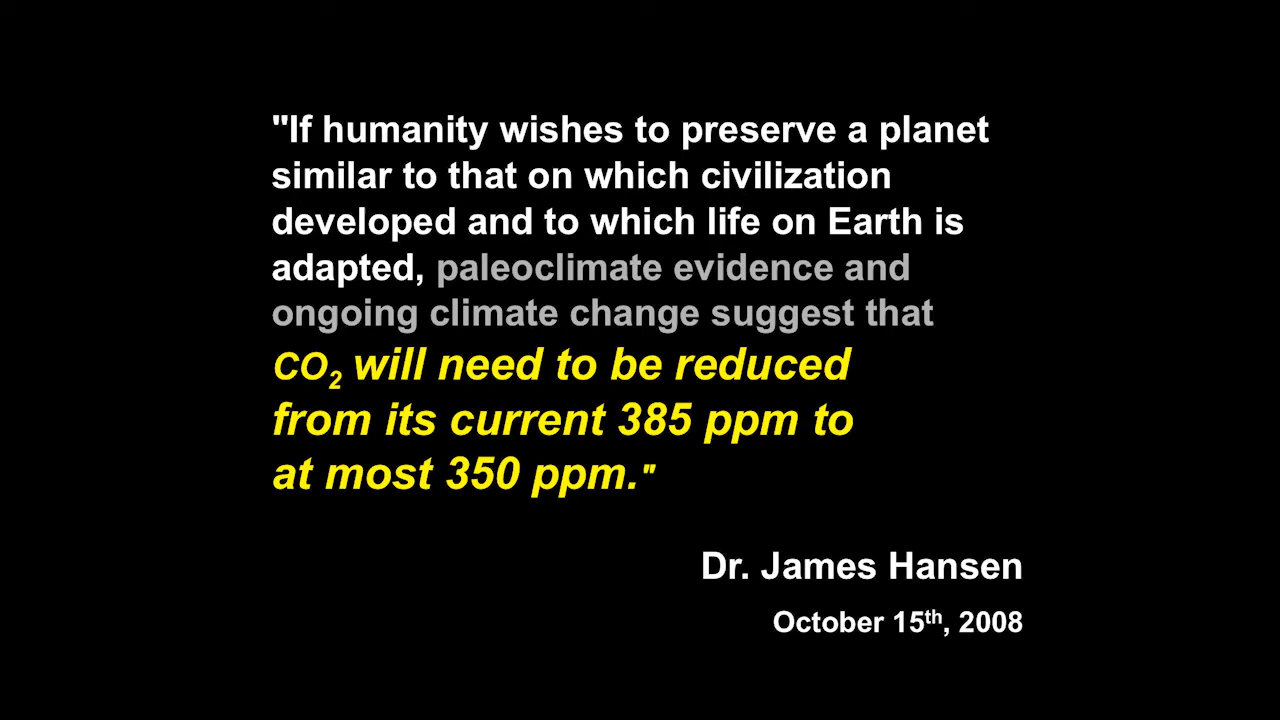 "If humanity wishes to preserve a planet
similar to that on which civilization
developed and to which life on Earth is
adapted, paleoclimate evidence and
ongoing climate change suggest that
CO₂ will need to be reduced
from its current 385 ppm to
at most 350 ppm."
Dr. James Hansen
October 15th, 2008